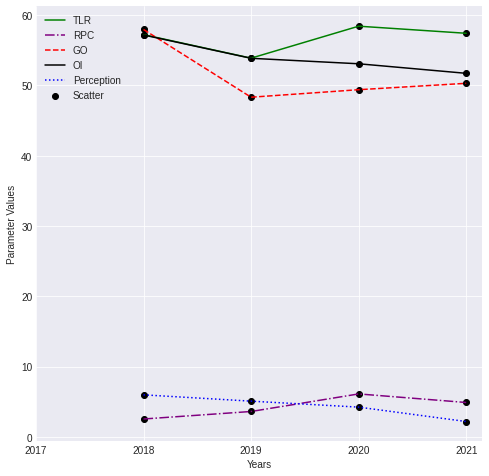 TLR
RPC
GO
OI
Perception
Scatter
60
50
40
30
20
10
0
Parameter Values
2017 2018 2019 2020 2021
Years